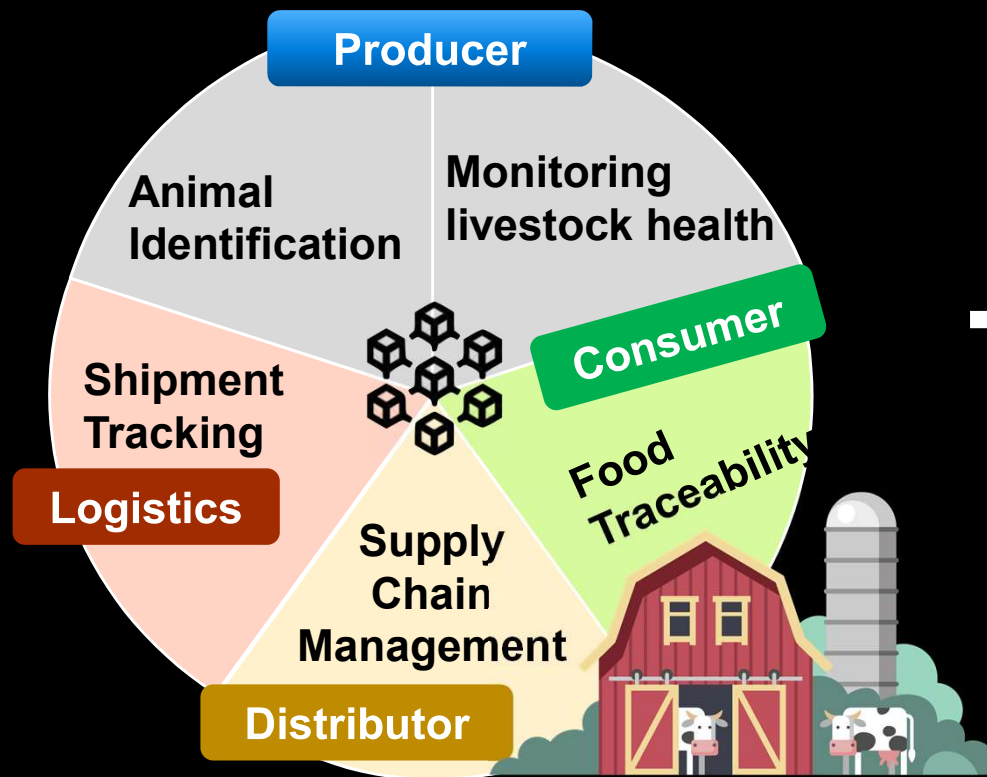 Producer
Animal
Identification
Monitoring
livestock health
Consumer
Shipment
Tracking
Food
Traceability
Logistics
Supply
Chain
Management
Distributor